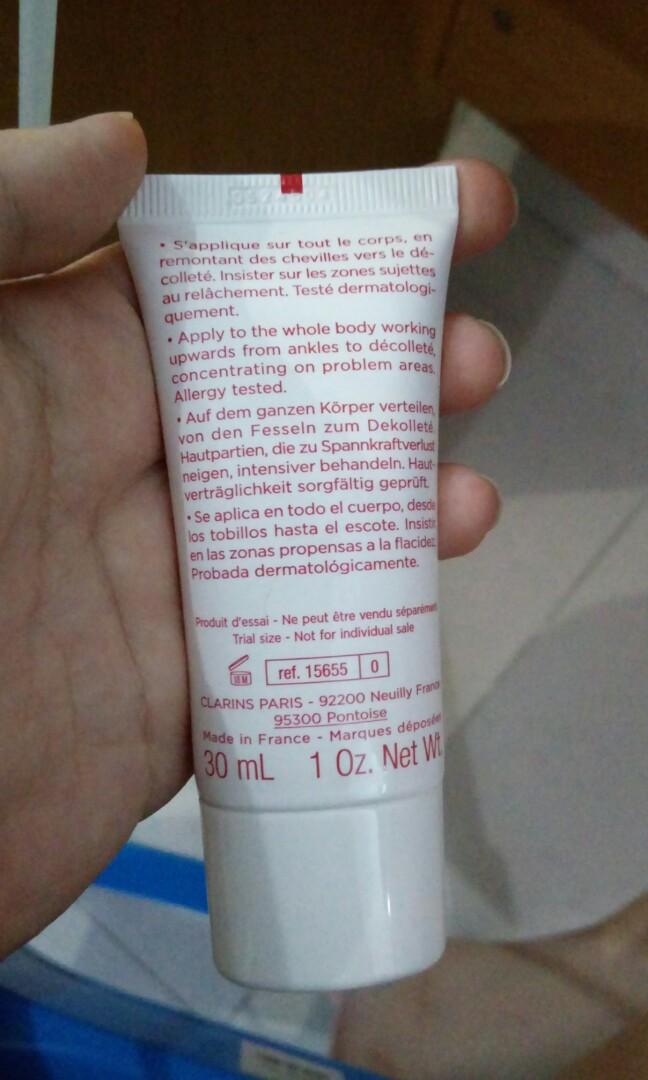 • S'applique sur tout le corps, en
remontant des chevilles vers le dé-
colleté. Insister sur les zones sujettes
au relâchement. Testé dermatologi-
quement.
• Apply to the whole body working
upwards from ankles to décolleté,
concentrating on problem areas.
Allergy tested.
• Auf dem ganzen Körper verteilen,
von den Fesseln zum Dekolleté.
Hautpartien, die zu Spannkraftverlust
neigen, intensiver behandeln. Haut-
verträglichkeit sorgfältig geprüft.
• Se aplica en todo el cuerpo, desde
los tobillos hasta el escote. Insistir
en las zonas propensas a la flacidez.
Probada dermatológicamente.
Produit d'essai - Ne peut être vendu séparément
Trial size - Not for individual sale
ref. 15655 0
CLARINS PARIS - 92200 Neuilly France
95300 Pontoise
Made in France - Marques déposées
30 mL 1 Oz. Net Wt.